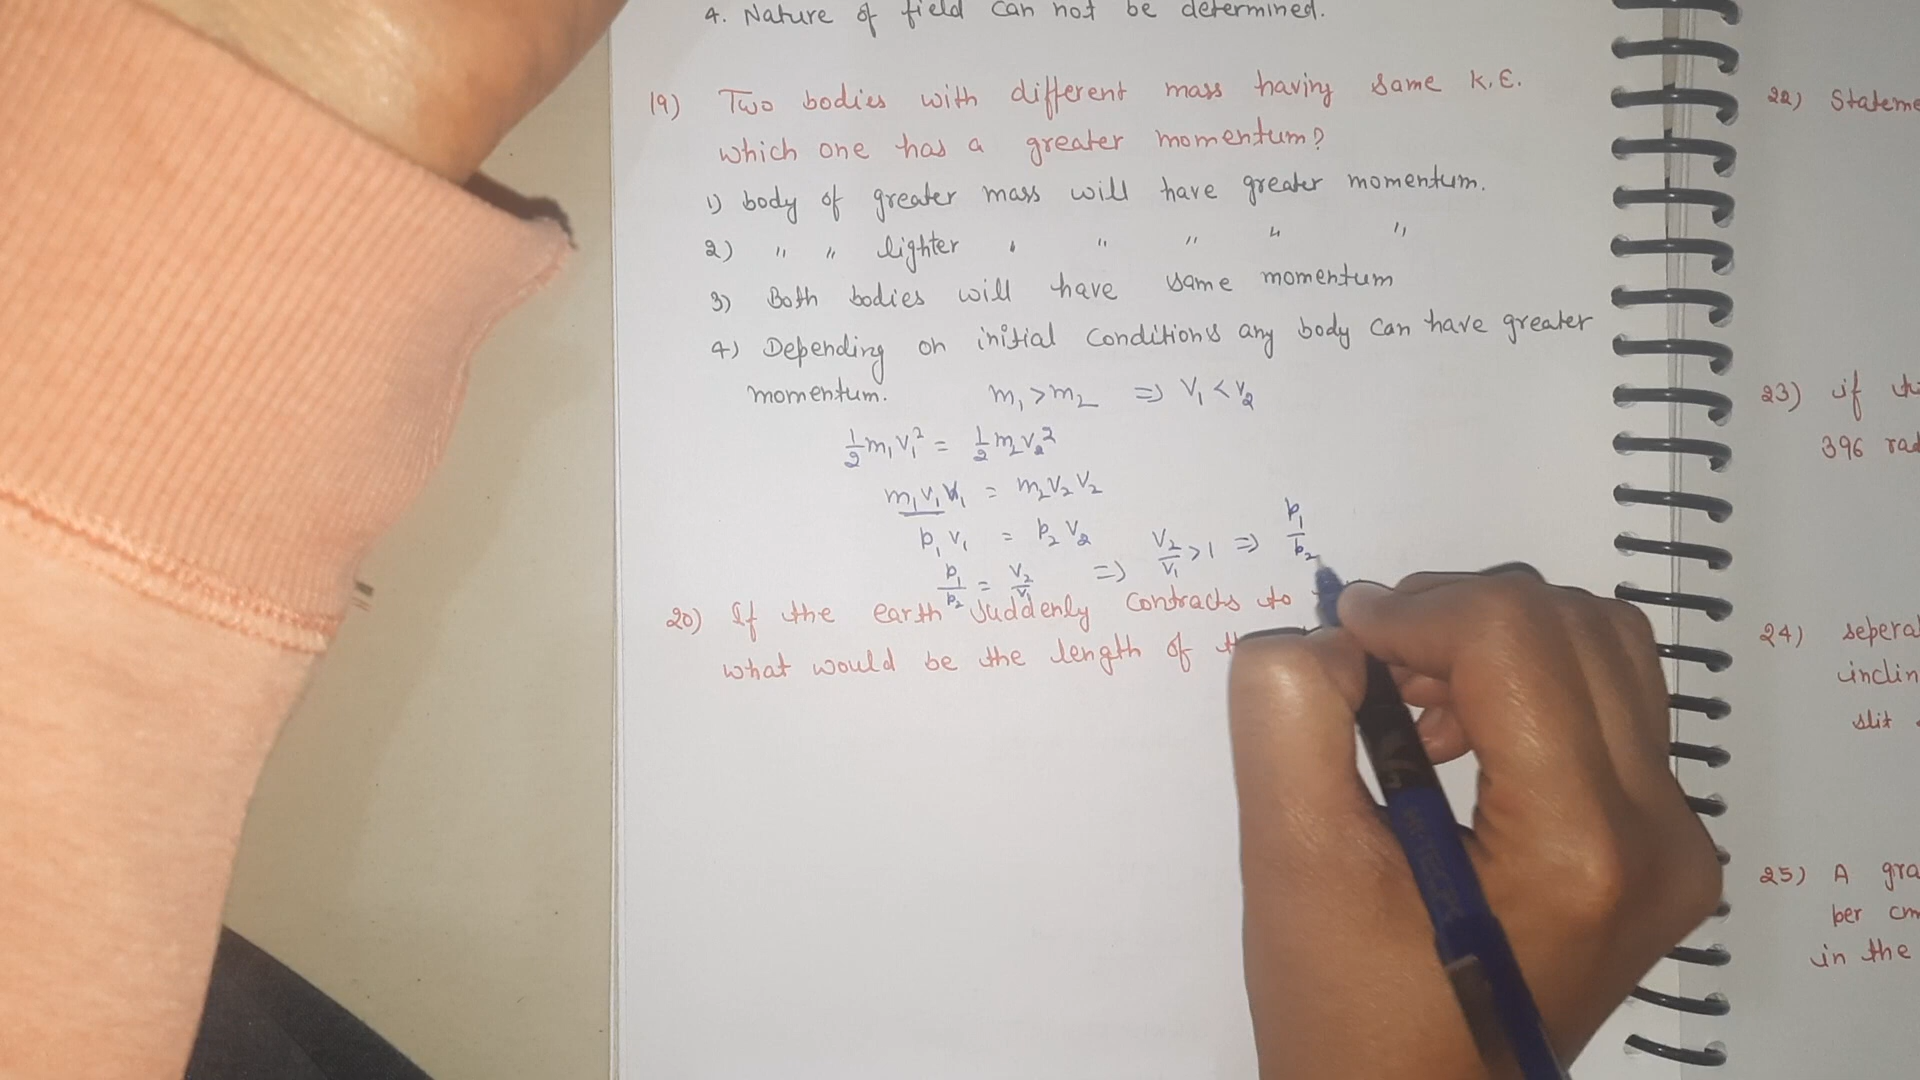 4. Nature of field can not be determined.
19) Two bodies with different mass having same K.E.
which one has a greater momentum?
1) body of greater mass will have greater momentum.
2) " " lighter " " " " "
3) Both bodies will have same momentum
4) Depending on initial conditions any body can have greater
momentum. m₁ > m₂ ⇒ v₁ < v₂
½m₁v₁² = ½m₂v₂²
m₁v₁v₁ = m₂v₂v₂
p₁v₁ = p₂v₂
p₁/p₂ = v₂/v₁ ⇒ v₂/v₁ > 1 ⇒ p₁/p₂
20) If the earth suddenly contracts to
what would be the length of
22) Stateme
23) if
396 rad
24) sepera
inclin
slit
25) A gra
per cm
in the